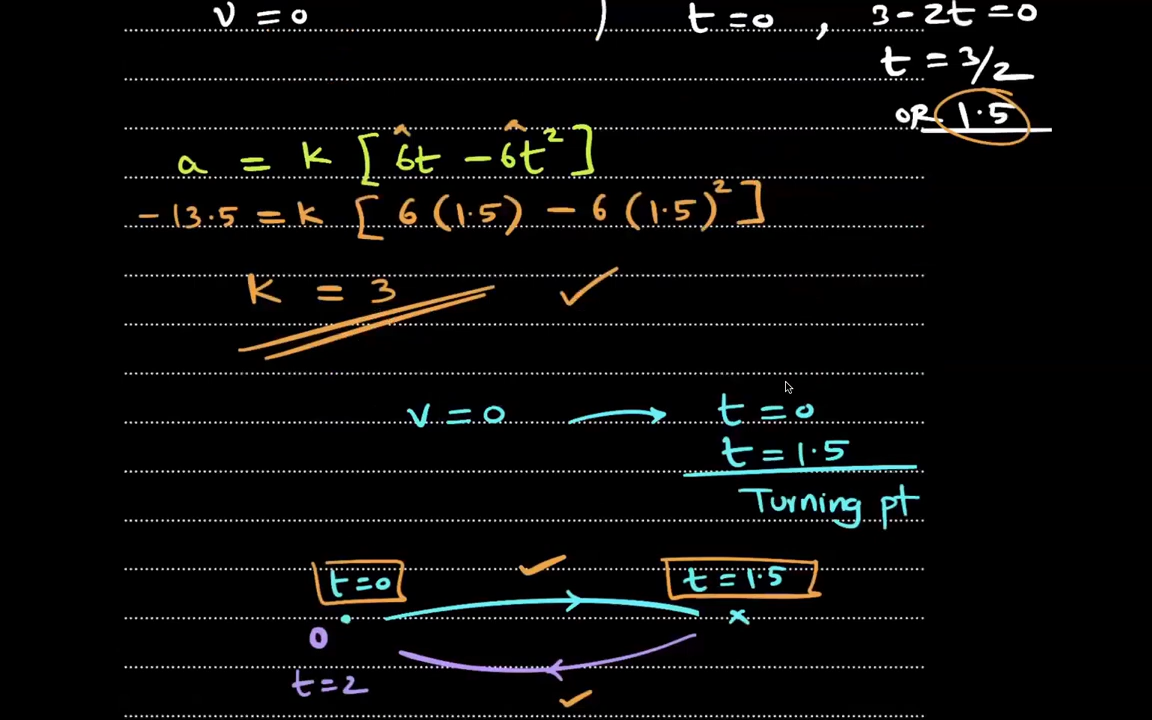 v = 0 ) t = 0 , 3 - 2t = 0
t = 3/2
OR 1.5
a = k [ 6t - 6t² ]
- 13.5 = k [ 6 (1.5) - 6 (1.5)² ]
k = 3 ✓
v = 0 → t = 0
t = 1.5
Turning pt
t = 0 ✓ t = 1.5
O x
t = 2 ✓